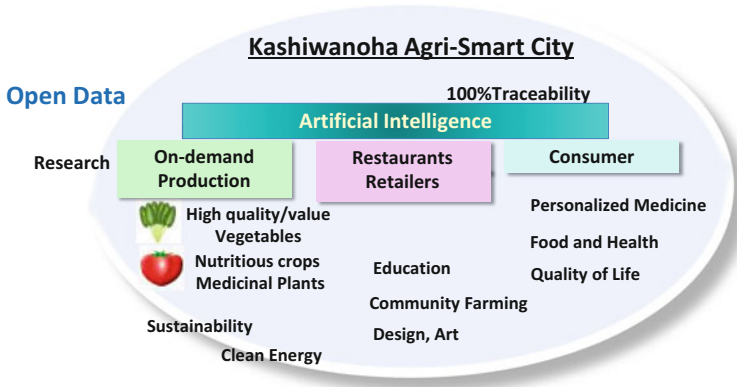 Kashiwanoha Agri-Smart City
Open Data
100%Traceability
Artificial Intelligence
Research
On-demand
Production
Restaurants
Retailers
Consumer
High quality/value
Vegetables
Nutritious crops
Medicinal Plants
Sustainability
Clean Energy
Education
Community Farming
Design, Art
Personalized Medicine
Food and Health
Quality of Life